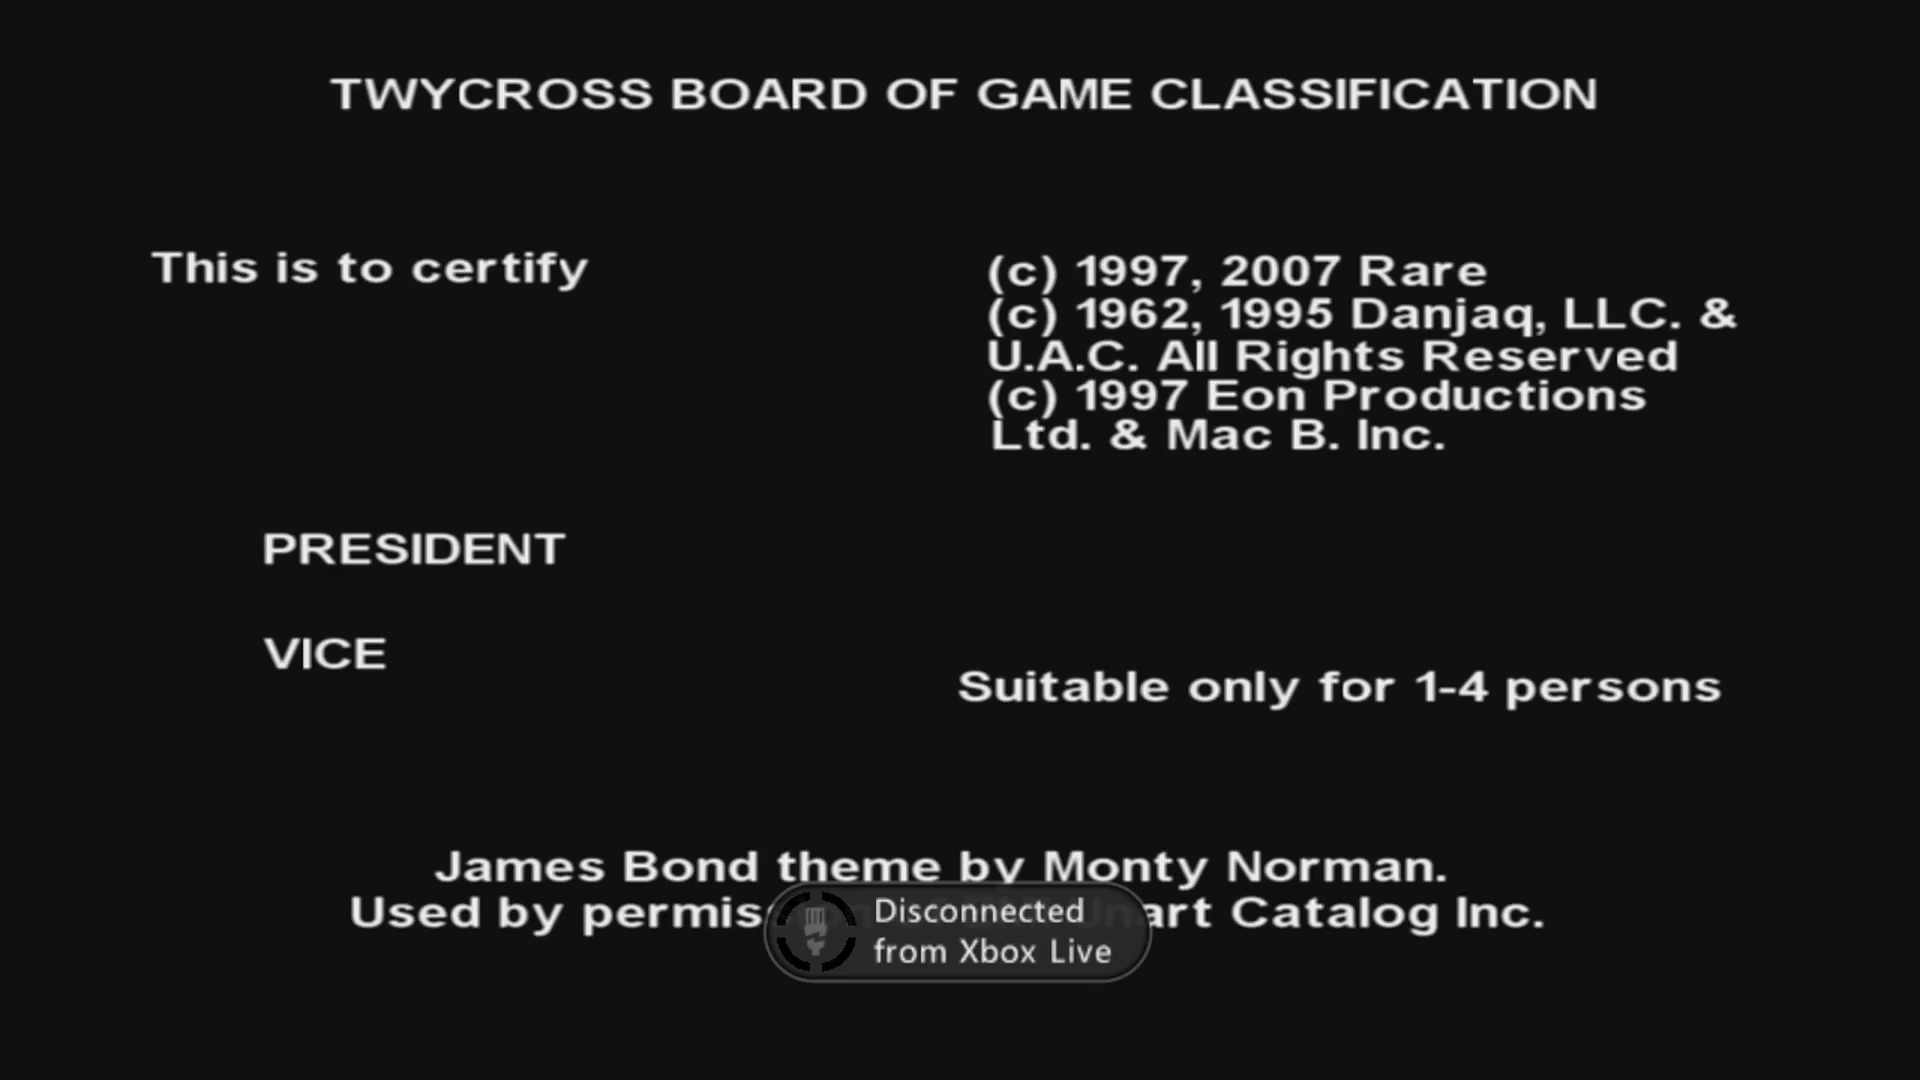 TWYCROSS BOARD OF GAME CLASSIFICATION
This is to certify
(c) 1997, 2007 Rare
(c) 1962, 1995 Danjaq, LLC. &
U.A.C. All Rights Reserved
(c) 1997 Eon Productions
Ltd. & Mac B. Inc.
PRESIDENT
VICE
Suitable only for 1-4 persons
James Bond theme by Monty Norman.
Used by Catalog Inc.
Disconnected
from Xbox Live